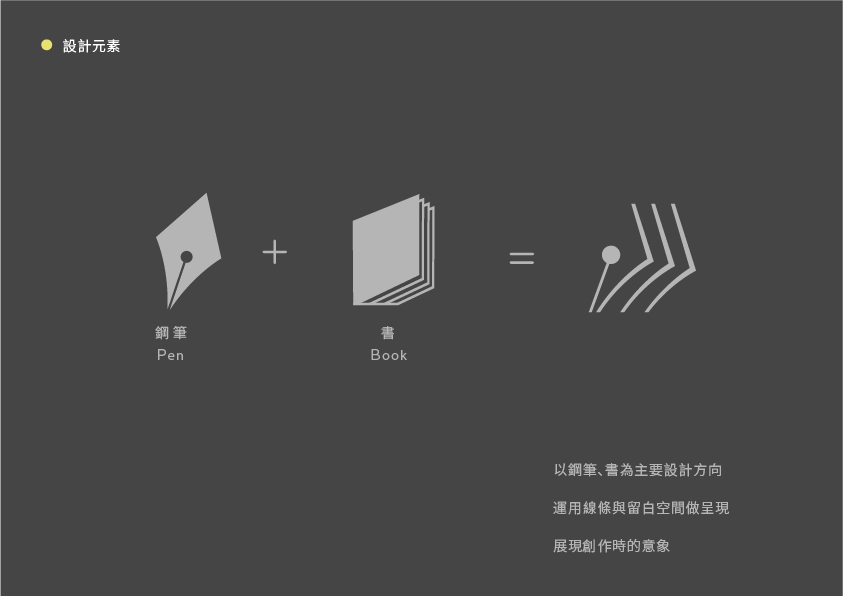 設計元素
鋼筆
Pen
+
書
Book
=
以鋼筆、書為主要設計方向
運用線條與留白空間做呈現
展現創作時的意象